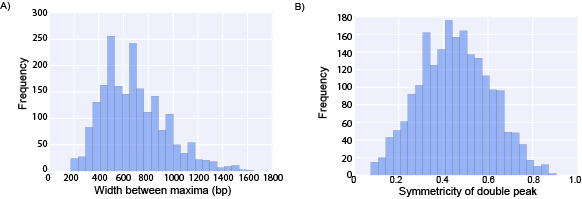 A)
B)
300
250
200
150
100
50
0
Frequency
0 200 400 600 800 1000 1200 1400 1600 1800
Width between maxima (bp)
180
160
140
120
100
80
60
40
20
0
Frequency
0 0.2 0.4 0.6 0.8 1.0
Symmetricity of double peak